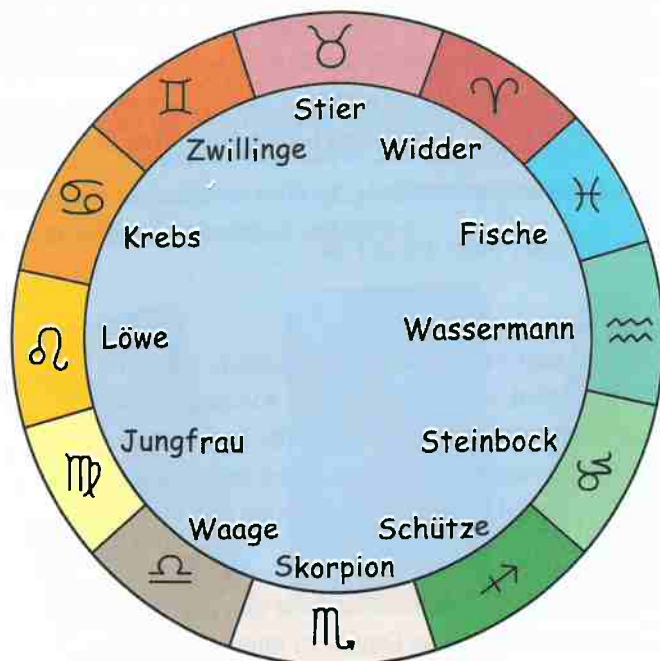 Stier
Zwillinge
Widder
Krebs
Fische
Löwe
Wassermann
Jungfrau
Steinbock
Waage
Schütze
Skorpion